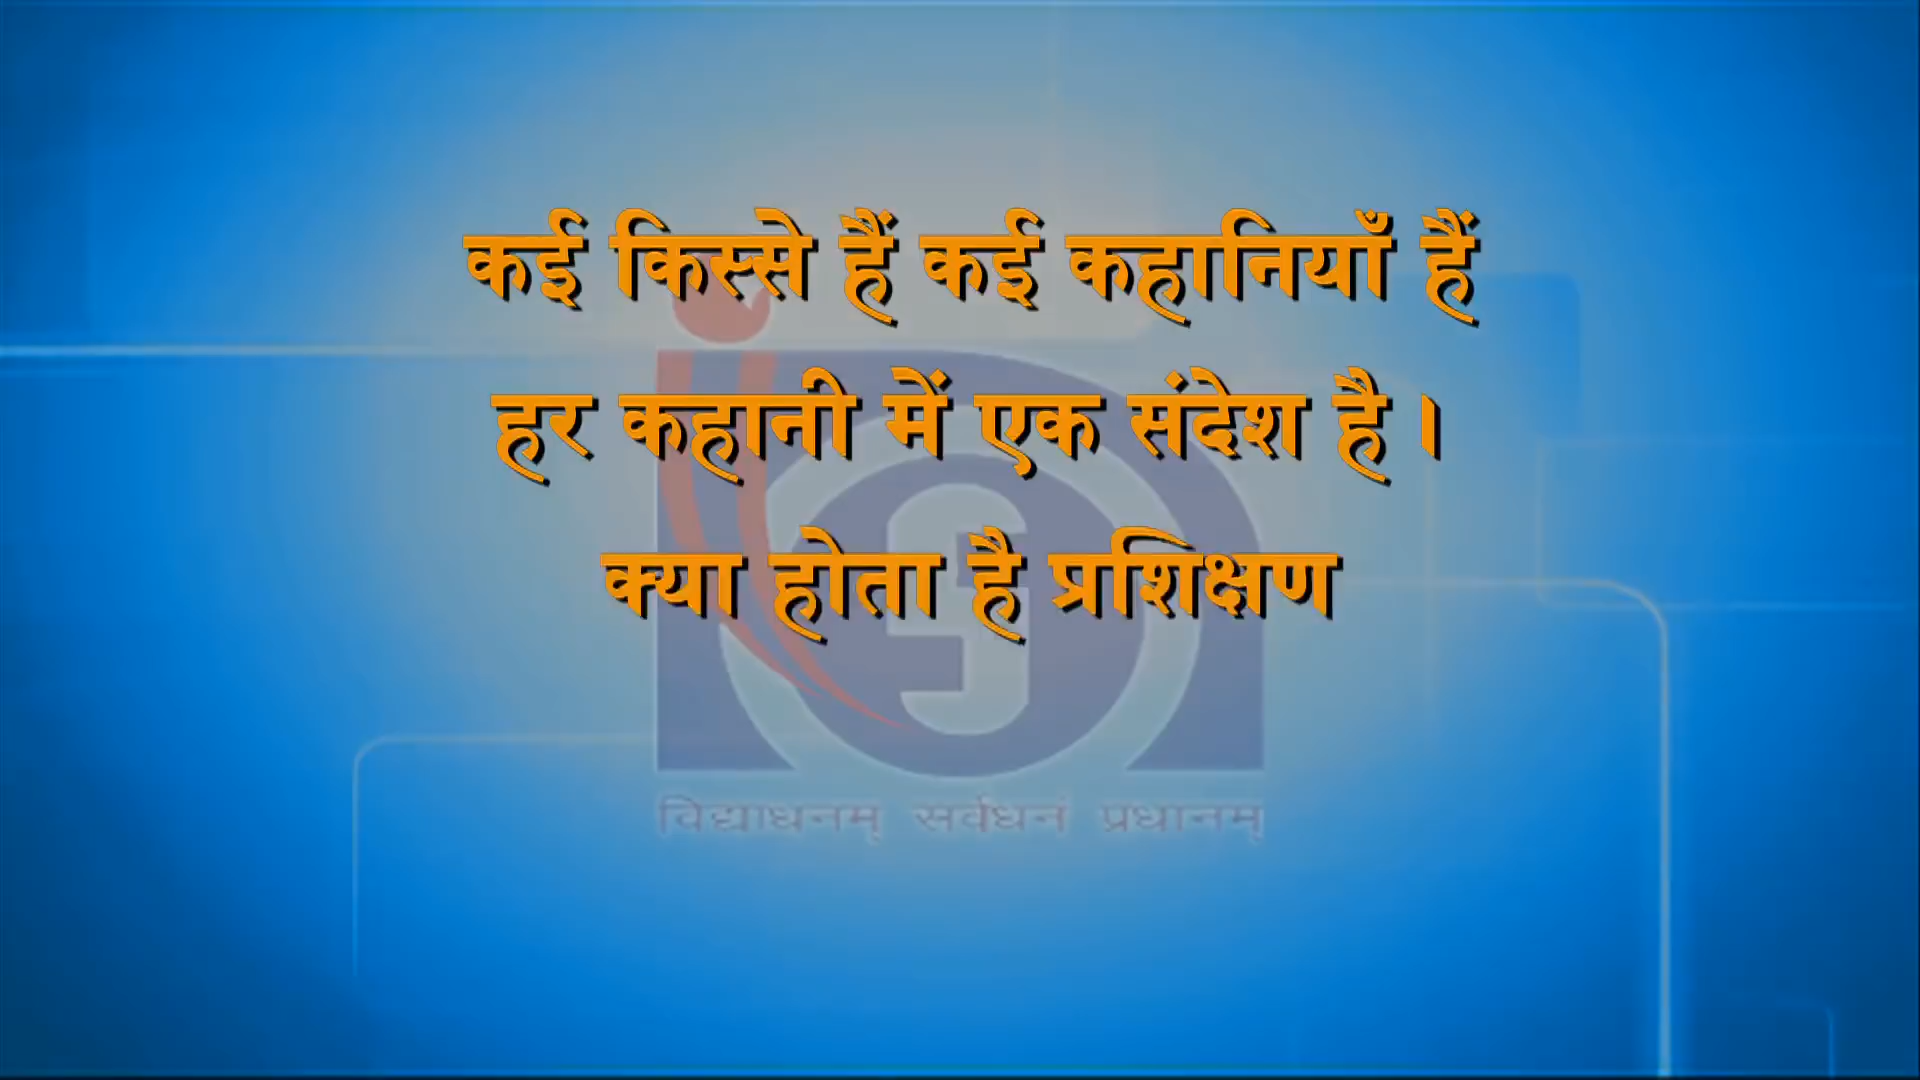 कई किस्से हैं कई कहानियाँ हैं
हर कहानी में एक संदेश है ।
क्या होता है प्रशिक्षण
विद्याधनम् सर्वधनं प्रधानम्